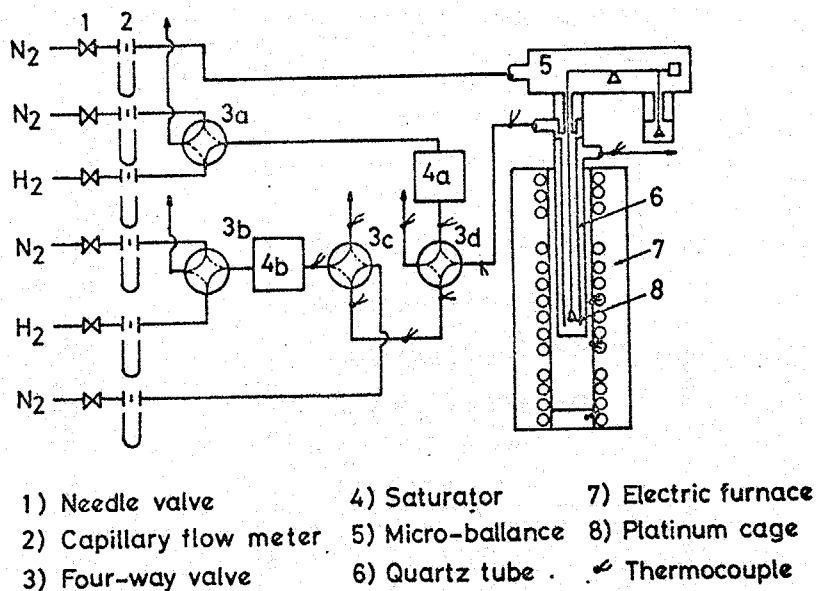 1 2
N2
5
N2
3a
H2
4a
6
N2
3b
3c
3d
7
4b
8
H2
N2
1) Needle valve 4) Saturator 7) Electric furnace
2) Capillary flow meter 5) Micro-ballance 8) Platinum cage
3) Four-way valve 6) Quartz tube . Thermocouple